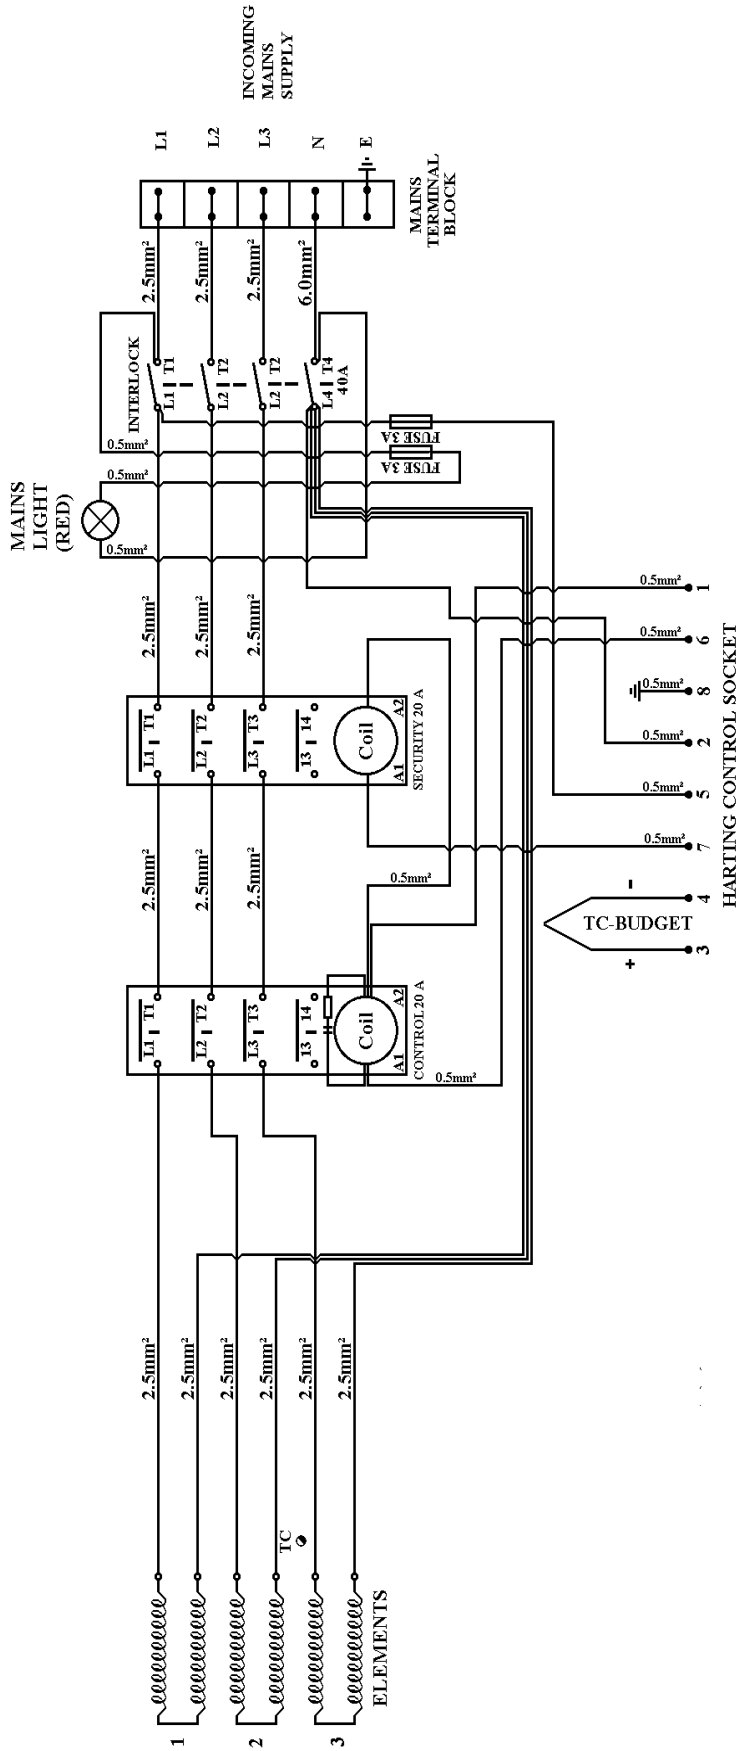 INCOMING
MAINS
SUPPLY
L1
L2
L3
N
E
MAINS
TERMINAL
BLOCK
2.5mm²
2.5mm²
2.5mm²
6.0mm²
INTERLOCK
L1 T1
L2 T2
L2 T2
L4 T4
40A
FUSE 3A
FUSE 3A
0.5mm²
0.5mm²
0.5mm²
MAINS
LIGHT
(RED)
2.5mm²
2.5mm²
2.5mm²
L1 T1
L2 T2
L3 T3
13 14
Coil
A1 A2
SECURITY 20 A
2.5mm²
2.5mm²
2.5mm²
0.5mm²
L1 T1
L2 T2
L3 T3
13 14
Coil
A1 A2
CONTROL 20 A
0.5mm²
0.5mm² 1
0.5mm² 6
0.5mm² 8
0.5mm² 2
0.5mm² 5
0.5mm² 7
- 4
TC-BUDGET
+ 3
HARTING CONTROL SOCKET
2.5mm²
2.5mm²
2.5mm²
2.5mm²
2.5mm²
2.5mm²
TC
ELEMENTS
1
2
3